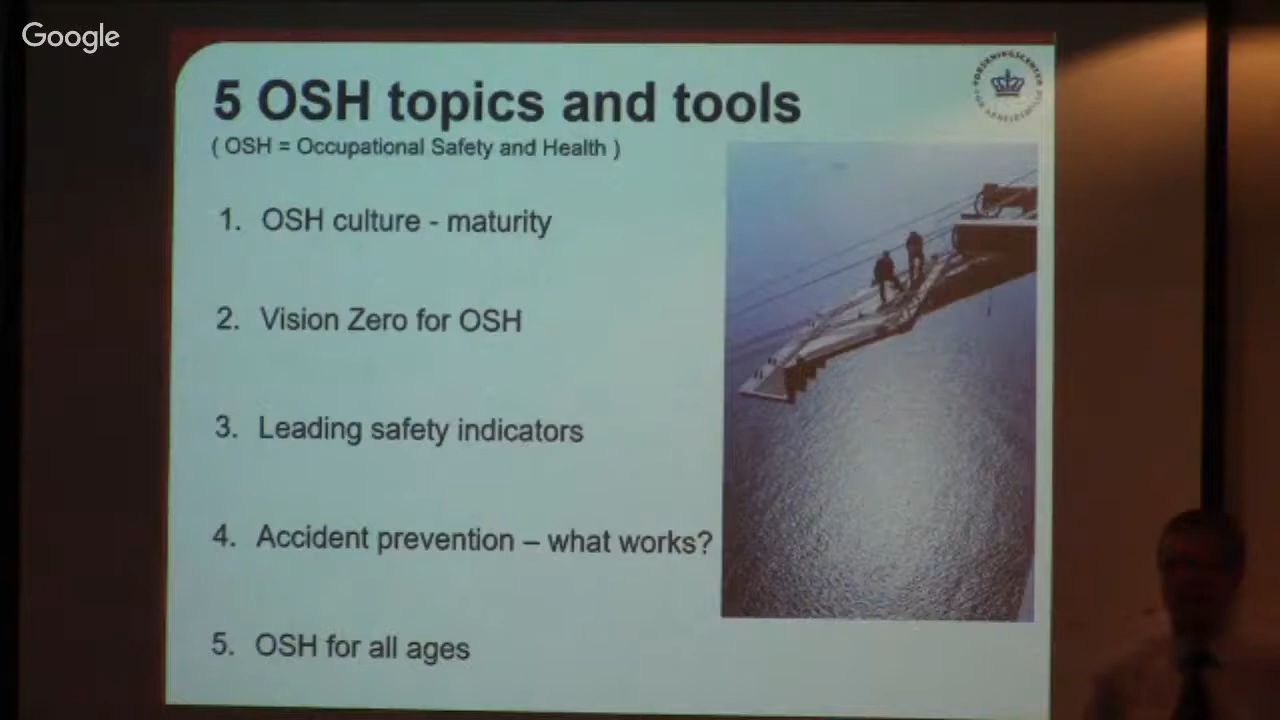 Google
5 OSH topics and tools
( OSH = Occupational Safety and Health )
1. OSH culture - maturity
2. Vision Zero for OSH
3. Leading safety indicators
4. Accident prevention – what works?
5. OSH for all ages